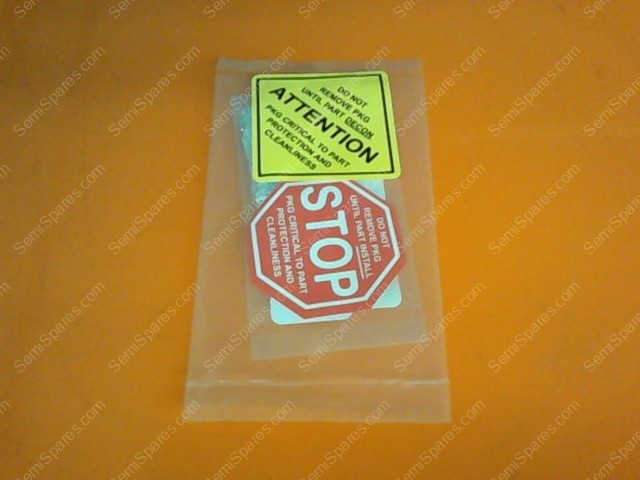 DO NOT
REMOVE PKG
UNTIL PART DECON
ATTENTION
PKG CRITICAL TO PART
PROTECTION AND
CLEANLINESS
DO NOT
REMOVE PKG
UNTIL PART INSTALL
STOP
PKG CRITICAL TO PART
PROTECTION AND
CLEANLINESS
SemiSpares.com